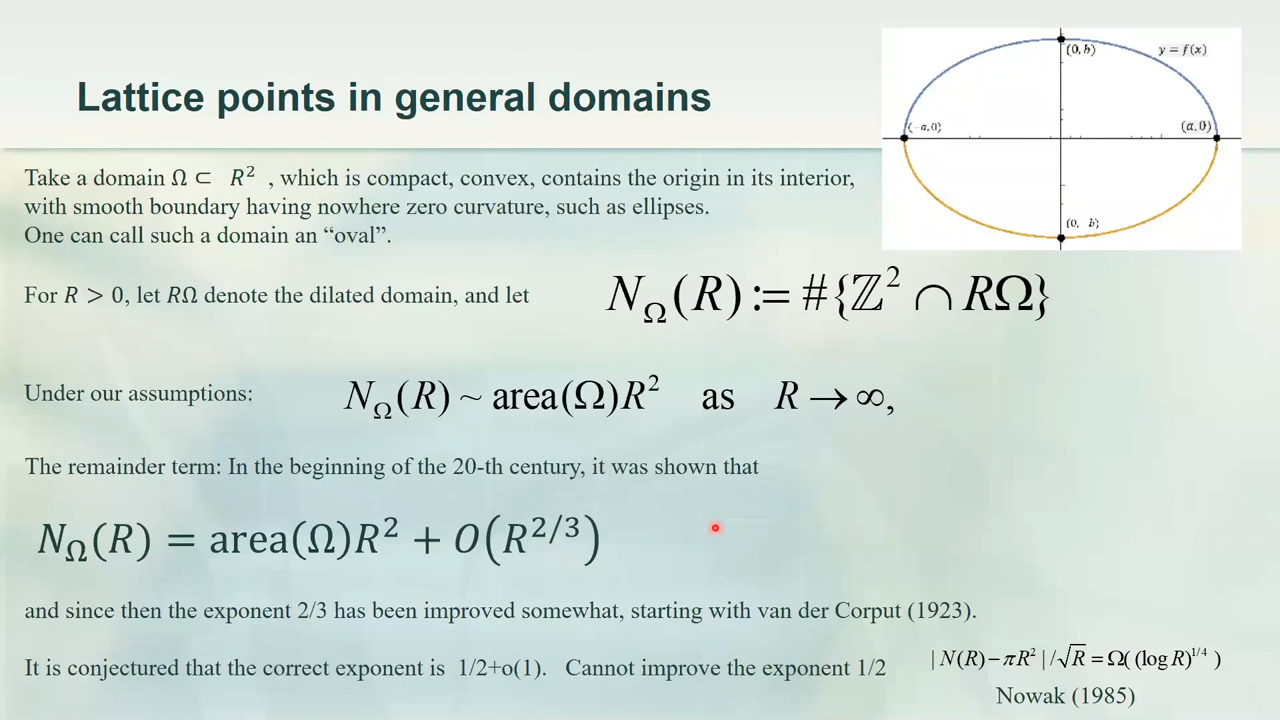 Lattice points in general domains
(0, b)
y = f(x)
(-a, 0)
(a, 0)
(0, b)
Take a domain Ω ⊂ R² , which is compact, convex, contains the origin in its interior,
with smooth boundary having nowhere zero curvature, such as ellipses.
One can call such a domain an “oval”.
For R > 0, let RΩ denote the dilated domain, and let N_Ω(R) := #{ℤ² ∩ RΩ}
Under our assumptions: N_Ω(R) ~ area(Ω)R² as R → ∞,
The remainder term: In the beginning of the 20-th century, it was shown that
N_Ω(R) = area(Ω)R² + O(R^{2/3})
and since then the exponent 2/3 has been improved somewhat, starting with van der Corput (1923).
It is conjectured that the correct exponent is 1/2+o(1). Cannot improve the exponent 1/2 | N(R) − πR² | /√R = Ω( (log R)^{1/4} )
Nowak (1985)